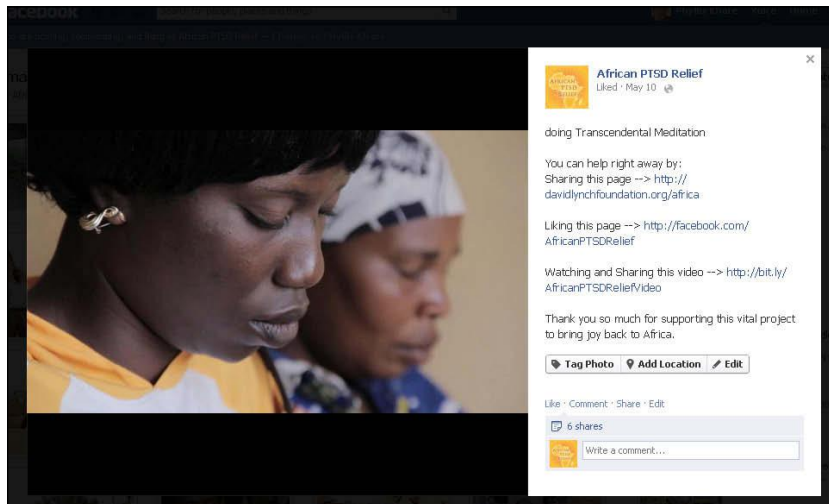 African PTSD Relief
Liked · May 10
doing Transcendental Meditation
You can help right away by:
Sharing this page --> http://
davidlynchfoundation.org/africa
Liking this page --> http://facebook.com/
AfricanPTSDRelief
Watching and Sharing this video --> http://bit.ly/
AfricanPTSDReliefVideo
Thank you so much for supporting this vital project
to bring joy back to Africa.
Tag Photo Add Location Edit
Like · Comment · Share · Edit
6 shares
Write a comment...